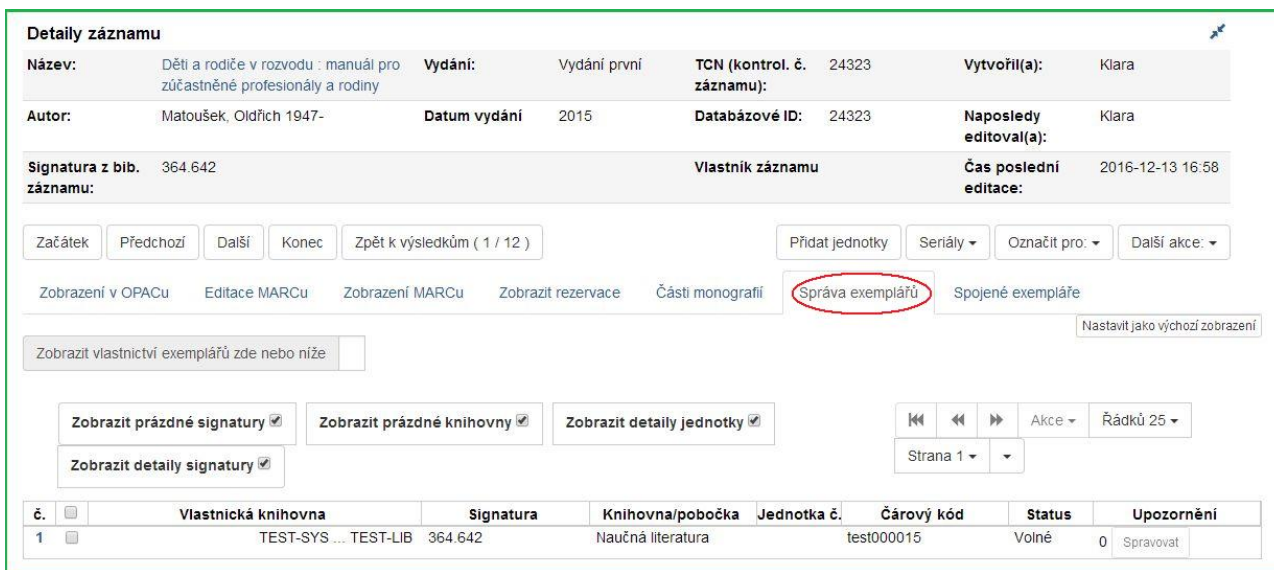 Detaily záznamu
Název: Děti a rodiče v rozvodu : manuál pro Vydání: Vydání první TCN (kontrol. č. 24323 Vytvořil(a): Klara
zúčastněné profesionály a rodiny záznamu):
Autor: Matoušek, Oldřich 1947- Datum vydání 2015 Databázové ID: 24323 Naposledy Klara
editoval(a):
Signatura z bib. 364.642 Vlastník záznamu Čas poslední 2016-12-13 16:58
záznamu: editace:
Začátek Předchozí Další Konec Zpět k výsledkům ( 1 / 12 ) Přidat jednotky Seriály Označit pro: Další akce:
Zobrazení v OPACu Editace MARCu Zobrazení MARCu Zobrazit rezervace Části monografií Správa exemplářů Spojené exempláře
Nastavit jako výchozí zobrazení
Zobrazit vlastnictví exemplářů zde nebo níže
Zobrazit prázdné signatury Zobrazit prázdné knihovny Zobrazit detaily jednotky Akce Řádků 25
Zobrazit detaily signatury Strana 1
č. Vlastnická knihovna Signatura Knihovna/pobočka Jednotka č. Čárový kód Status Upozornění
1 TEST-SYS ... TEST-LIB 364.642 Naučná literatura test000015 Volné 0 Spravovat